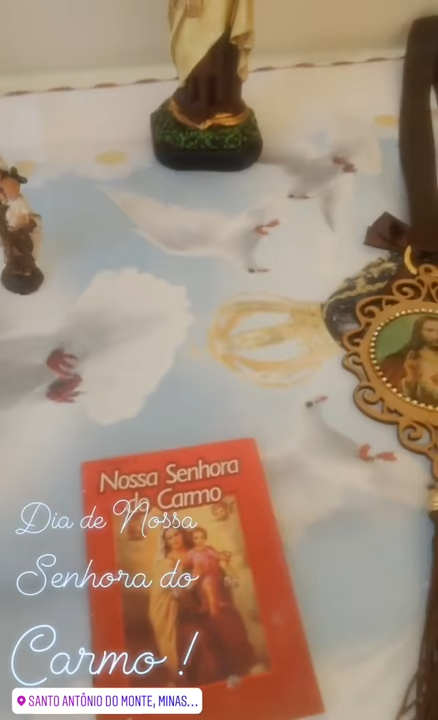 Nossa Senhora
do Carmo
Dia de Nossa
Senhora do
Carmo !
SANTO ANTÔNIO DO MONTE, MINAS...